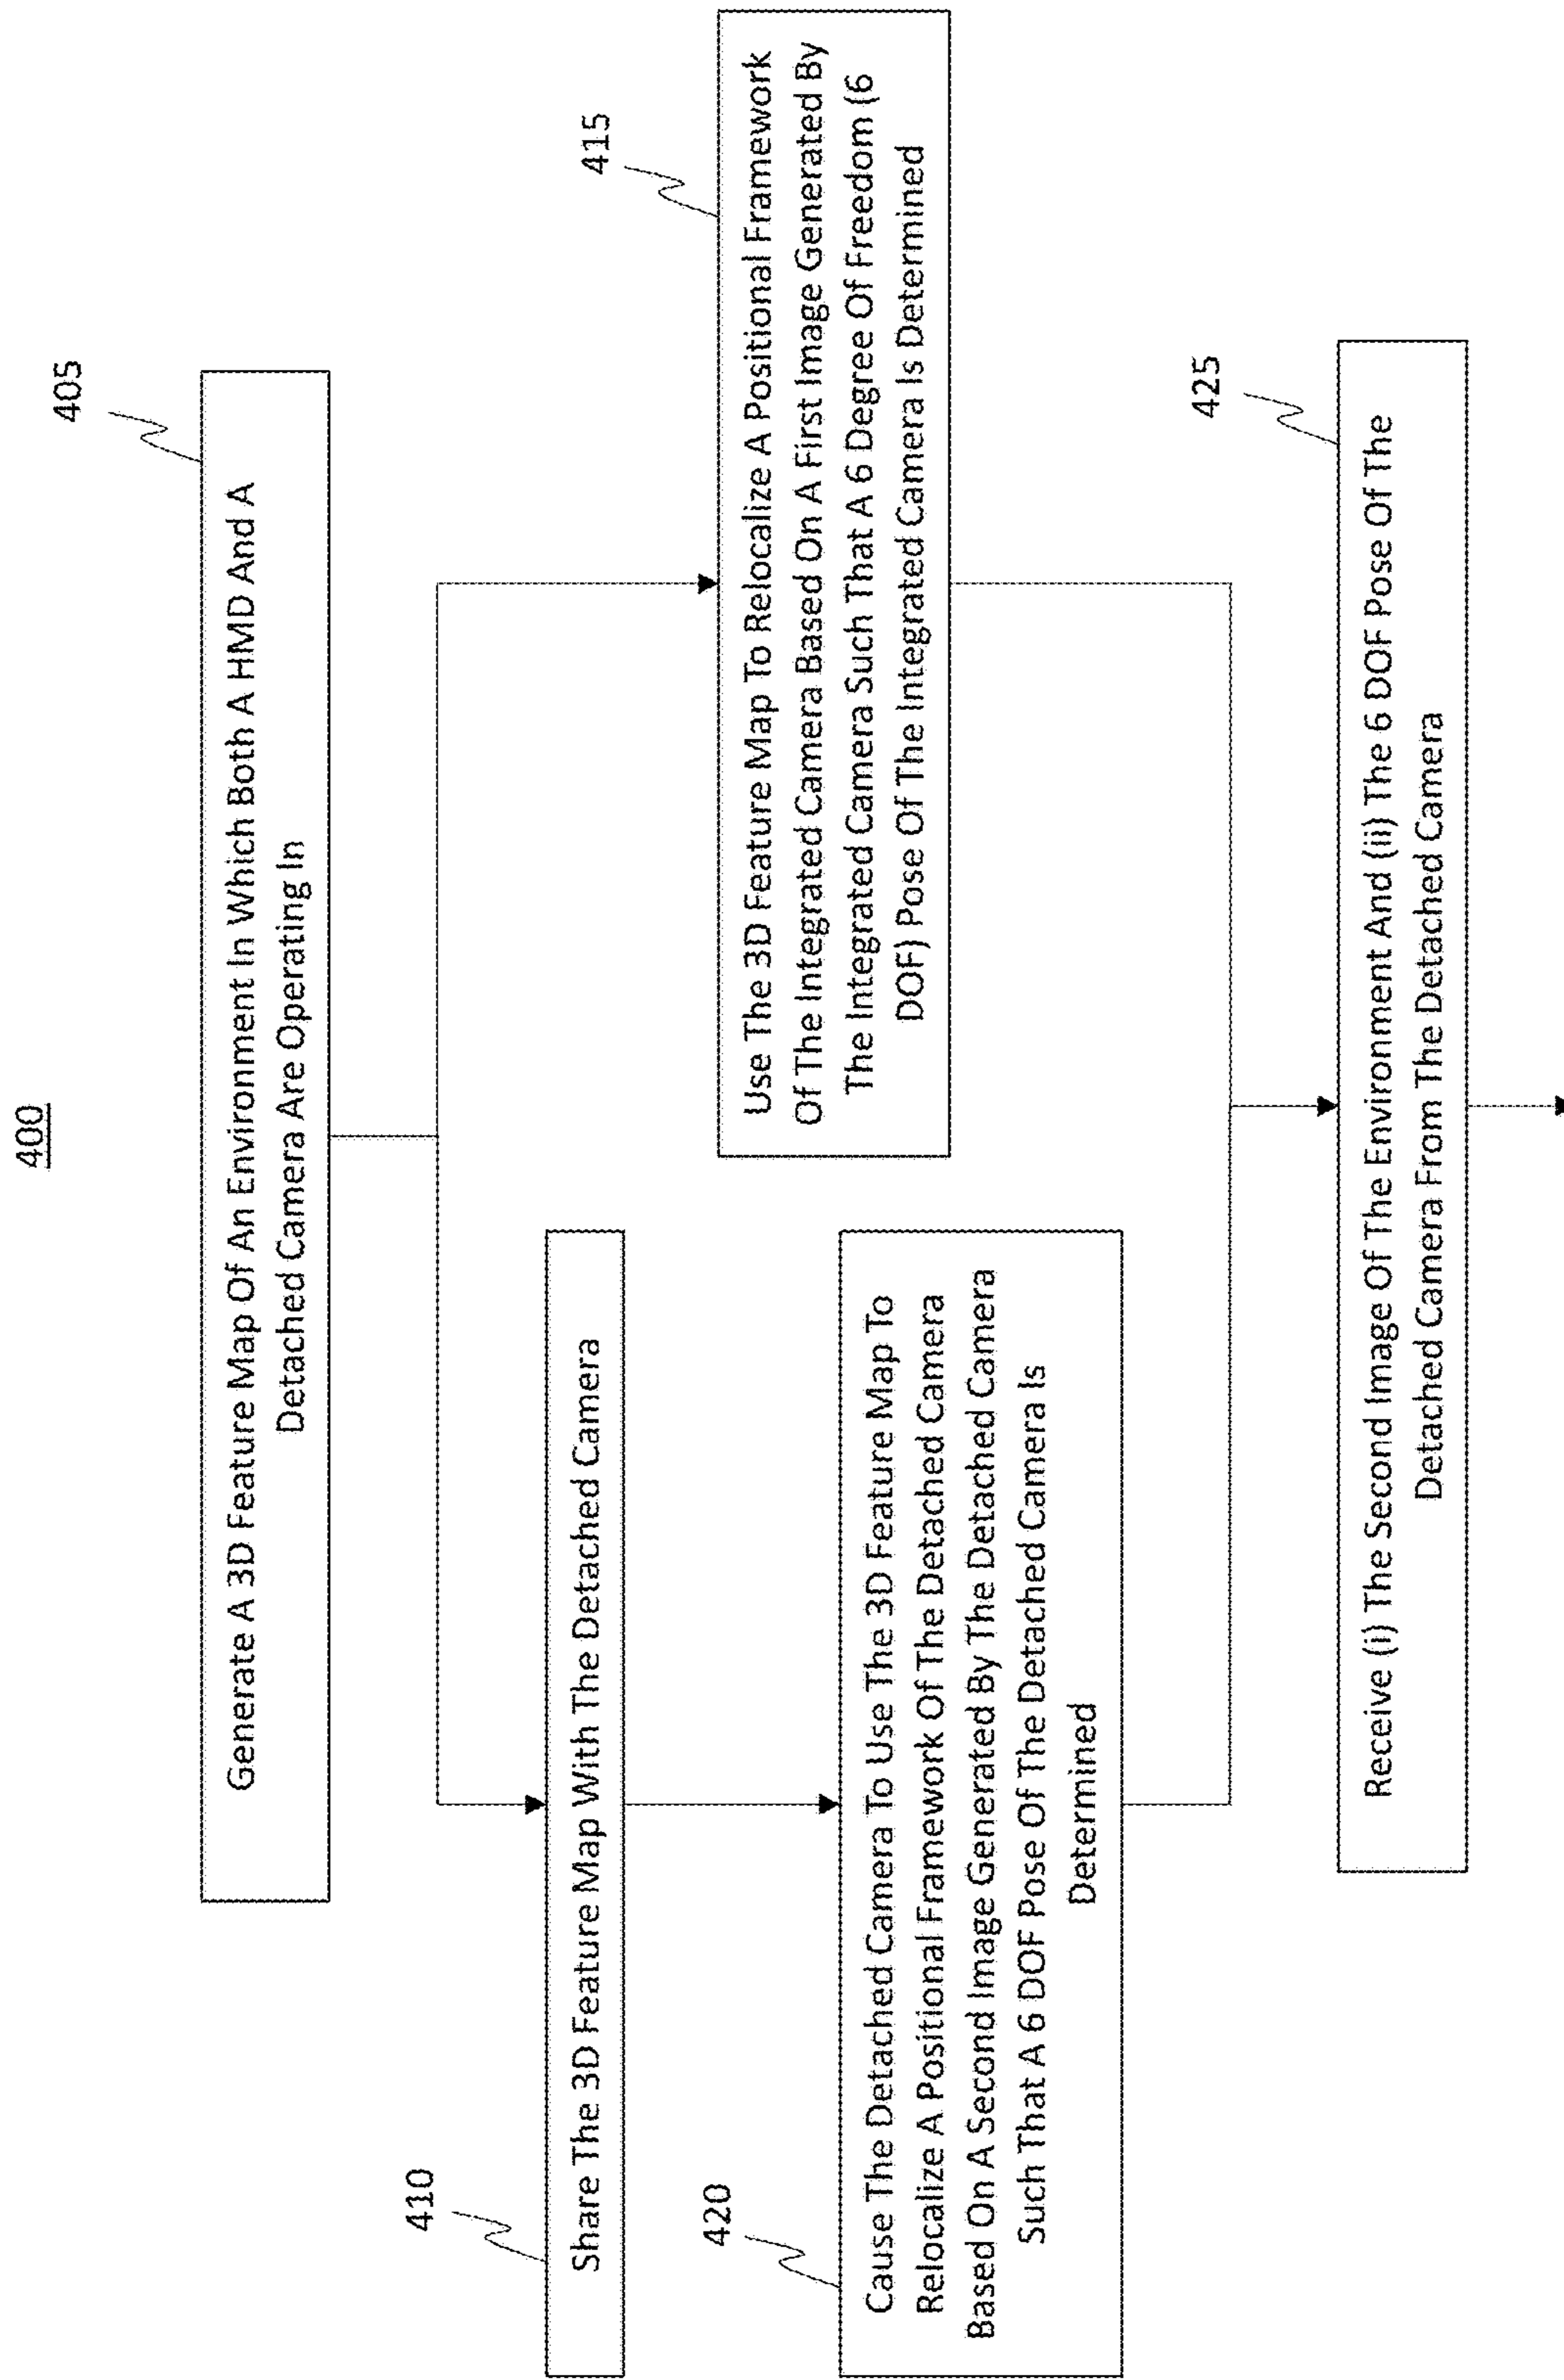 400
405
Generate A 3D Feature Map Of An Environment In Which Both A HMD And A
Detached Camera Are Operating In
410
Share The 3D Feature Map With The Detached Camera
415
Use The 3D Feature Map To Relocalize A Positional Framework
Of The Integrated Camera Based On A First Image Generated By
The Integrated Camera Such That A 6 Degree Of Freedom (6
DOF) Pose Of The Integrated Camera Is Determined
420
Cause The Detached Camera To Use The 3D Feature Map To
Relocalize A Positional Framework Of The Detached Camera
Based On A Second Image Generated By The Detached Camera
Such That A 6 DOF Pose Of The Detached Camera Is
Determined
425
Receive (i) The Second Image Of The Environment And (ii) The 6 DOF Pose Of The
Detached Camera From The Detached Camera